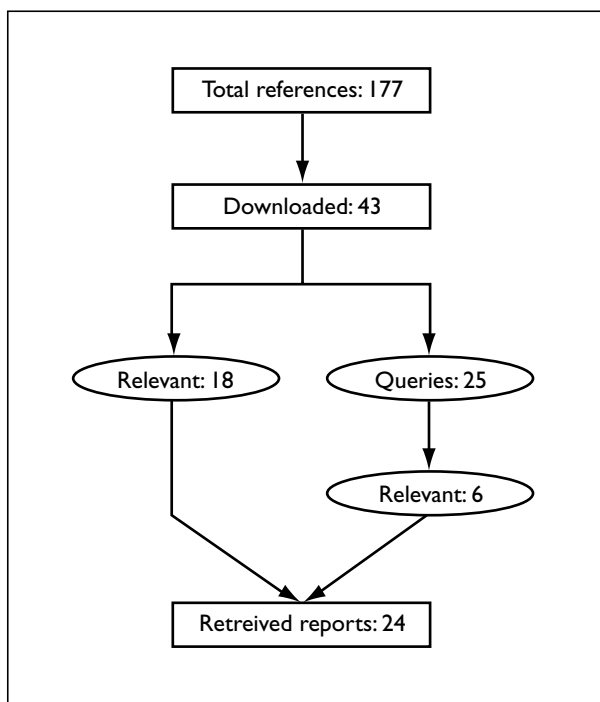 Total references: 177
Downloaded: 43
Relevant: 18
Queries: 25
Relevant: 6
Retreived reports: 24